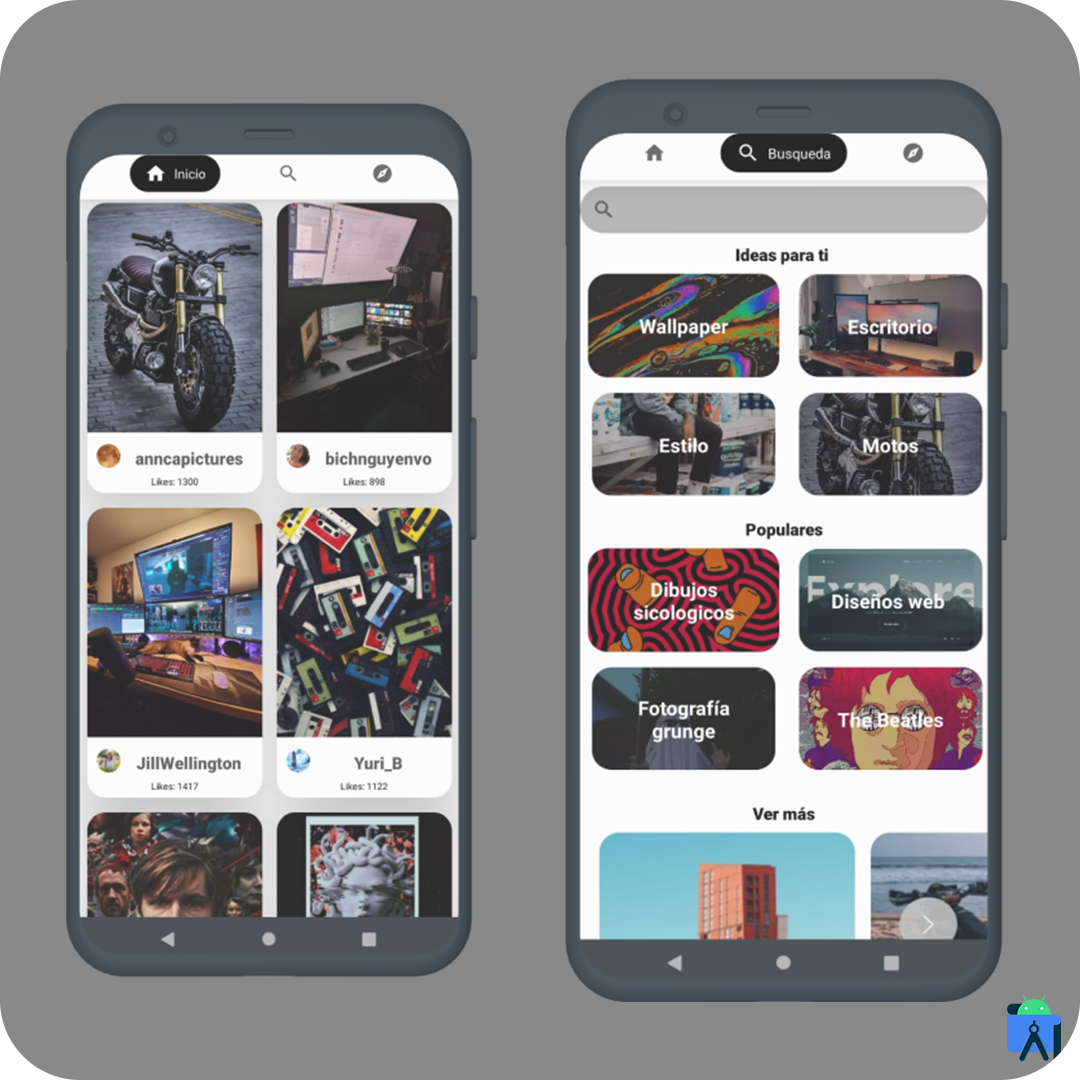 Inicio
anncapictures
bichnguyenvo
Likes: 1300
Likes: 898
JillWellington
Yuri_B
Likes: 1417
Likes: 1122
Busqueda
Ideas para ti
Wallpaper
Escritorio
Estilo
Motos
Populares
Dibujos
sicologicos
Explore
Diseños web
Fotografía
grunge
The Beatles
Ver más